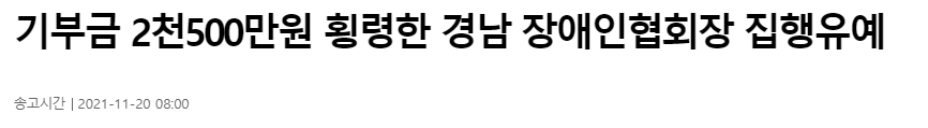 기부금 2천500만원 횡령한 경남 장애인협회장 집행유예
송고시간 | 2021-11-20 08:00